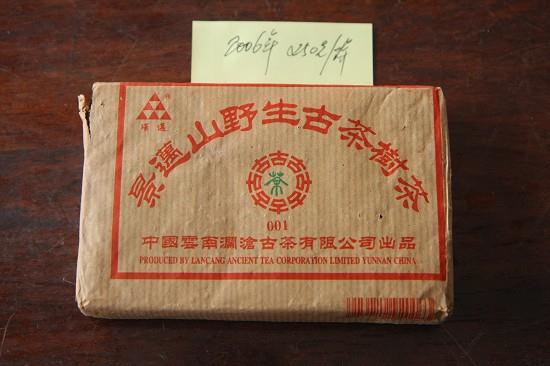 2006年
景邁山野生古茶樹茶
茶
001
中國雲南瀾滄古茶有限公司出品
PRODUCED BY LANCANG ANCIENT TEA CORPORATION LIMITED YUNNAN CHINA